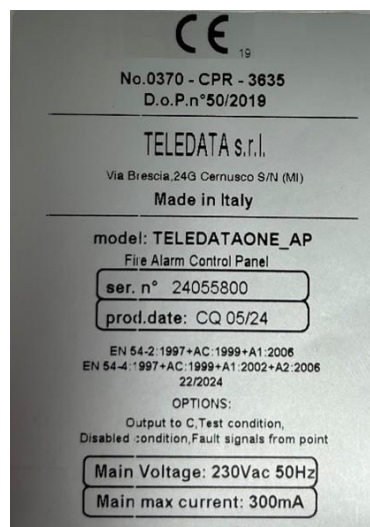 CE 19
No.0370 - CPR - 3635
D.o.P.n°50/2019
TELEDATA s.r.l.
Via Brescia,24G Cernusco S/N (MI)
Made in Italy
model: TELEDATAONE_AP
Fire Alarm Control Panel
ser. n° 24055800
prod.date: CQ 05/24
EN 54-2:1997+AC:1999+A1:2006
EN 54-4:1997+AC:1999+A1:2002+A2:2006
22/2024
OPTIONS:
Output to C,Test condition,
Disabled condition,Fault signals from point
Main Voltage: 230Vac 50Hz
Main max current: 300mA